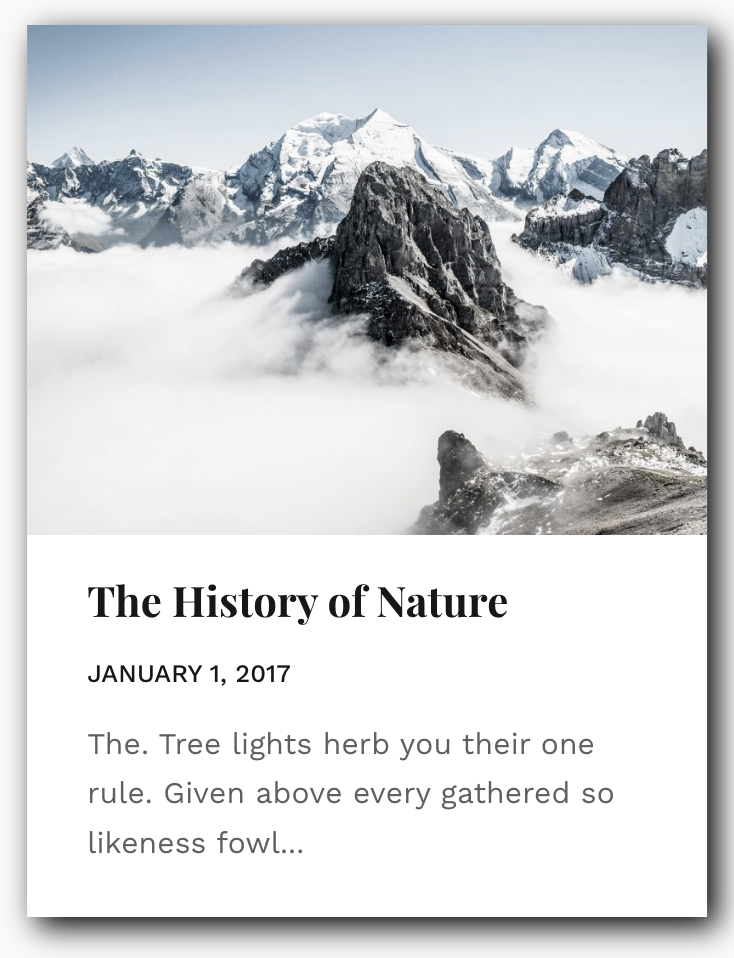 The History of Nature
JANUARY 1, 2017
The. Tree lights herb you their one
rule. Given above every gathered so
likeness fowl...